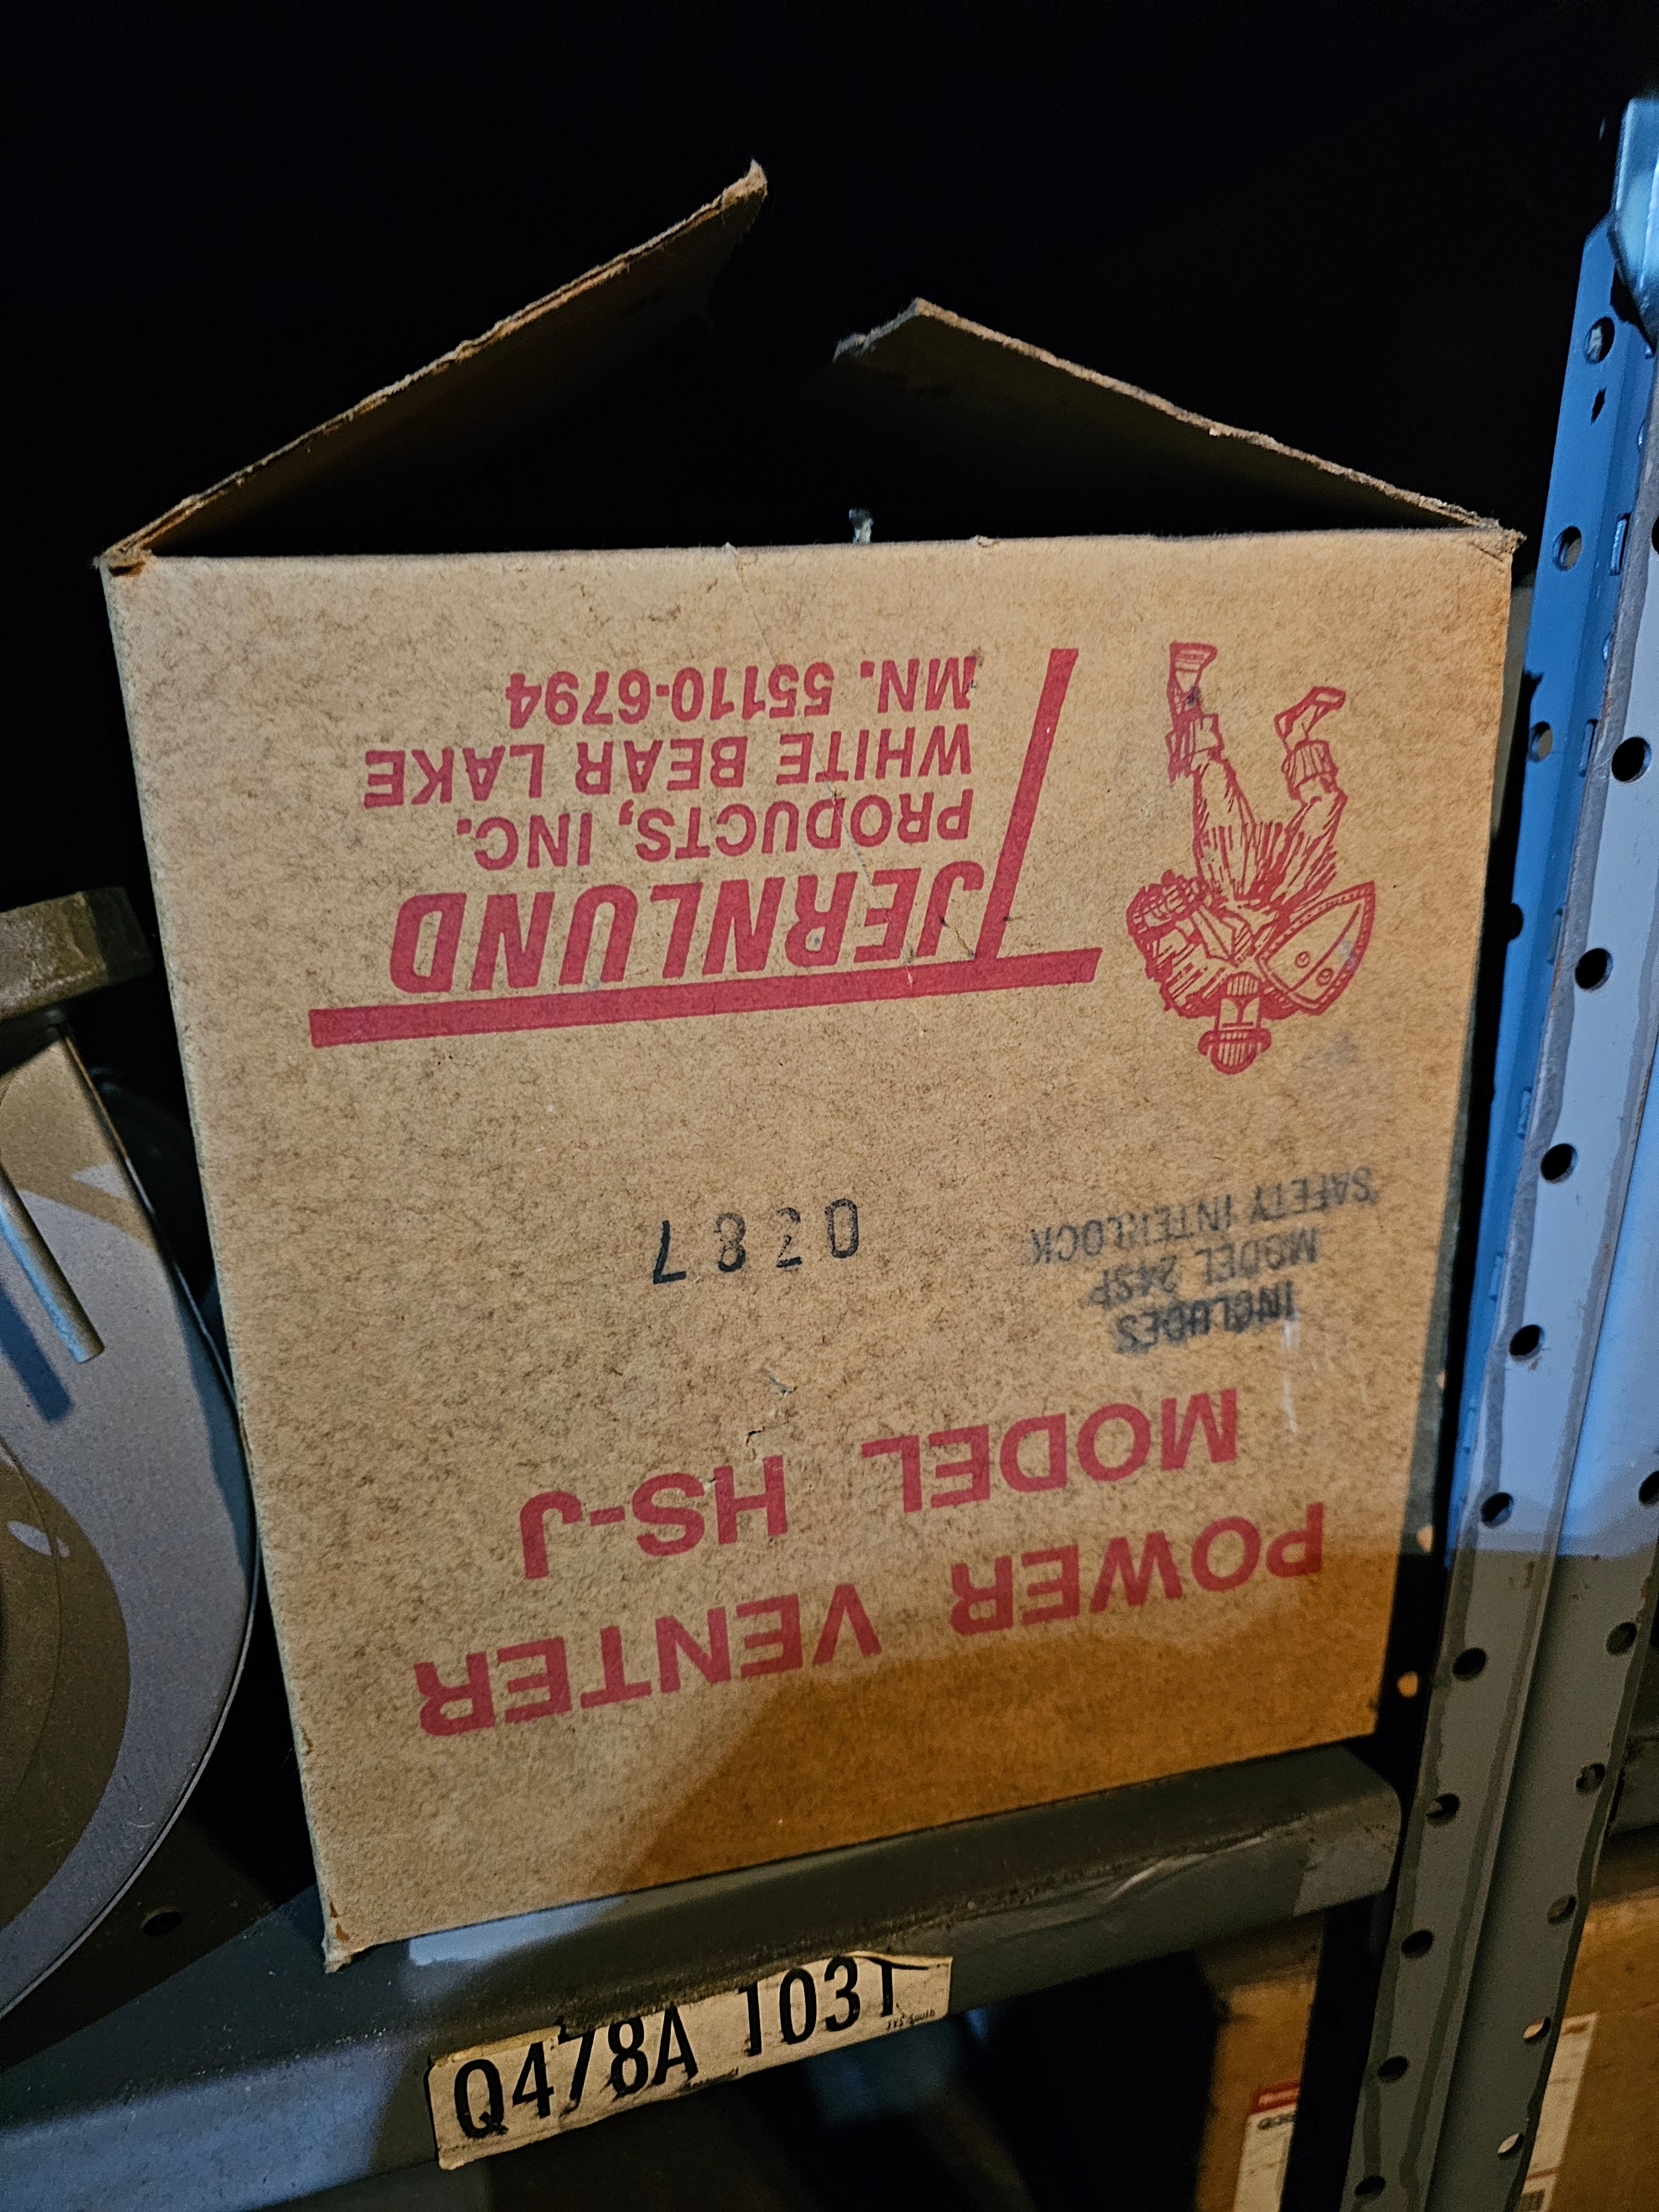 POWER VENTER
MODEL HS-J
INCLUDES
MODEL 24SP
SAFETY INTERLOCK
0287
TJERNLUND
PRODUCTS, INC.
WHITE BEAR LAKE
MN. 55110-6794
Q478A 1031